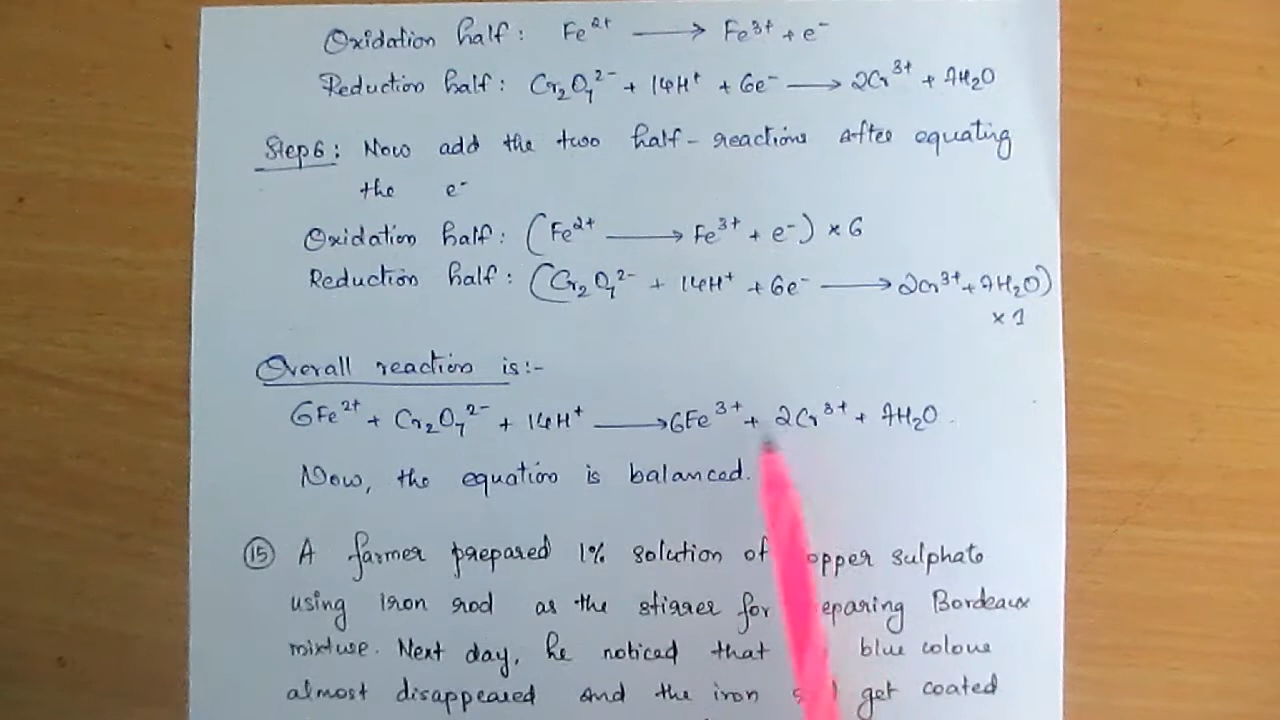 Oxidation half: Fe²⁺ ⟶ Fe³⁺ + e⁻
Reduction half: Cr₂O₇²⁻ + 14H⁺ + 6e⁻ ⟶ 2Cr³⁺ + 7H₂O
Step 6: Now add the two half-reactions after equating
the e⁻
Oxidation half: (Fe²⁺ ⟶ Fe³⁺ + e⁻) × 6
Reduction half: (Cr₂O₇²⁻ + 14H⁺ + 6e⁻ ⟶ 2Cr³⁺ + 7H₂O)
× 1
Overall reaction is:-
6Fe²⁺ + Cr₂O₇²⁻ + 14H⁺ ⟶ 6Fe³⁺ + 2Cr³⁺ + 7H₂O.
Now, the equation is balanced.
⑮ A farmer prepared 1% solution of opper sulphate
using Iron rod as the stirrer for eparing Bordeaux
mixture. Next day, he noticed that blue colour
almost disappeared and the iron get coated